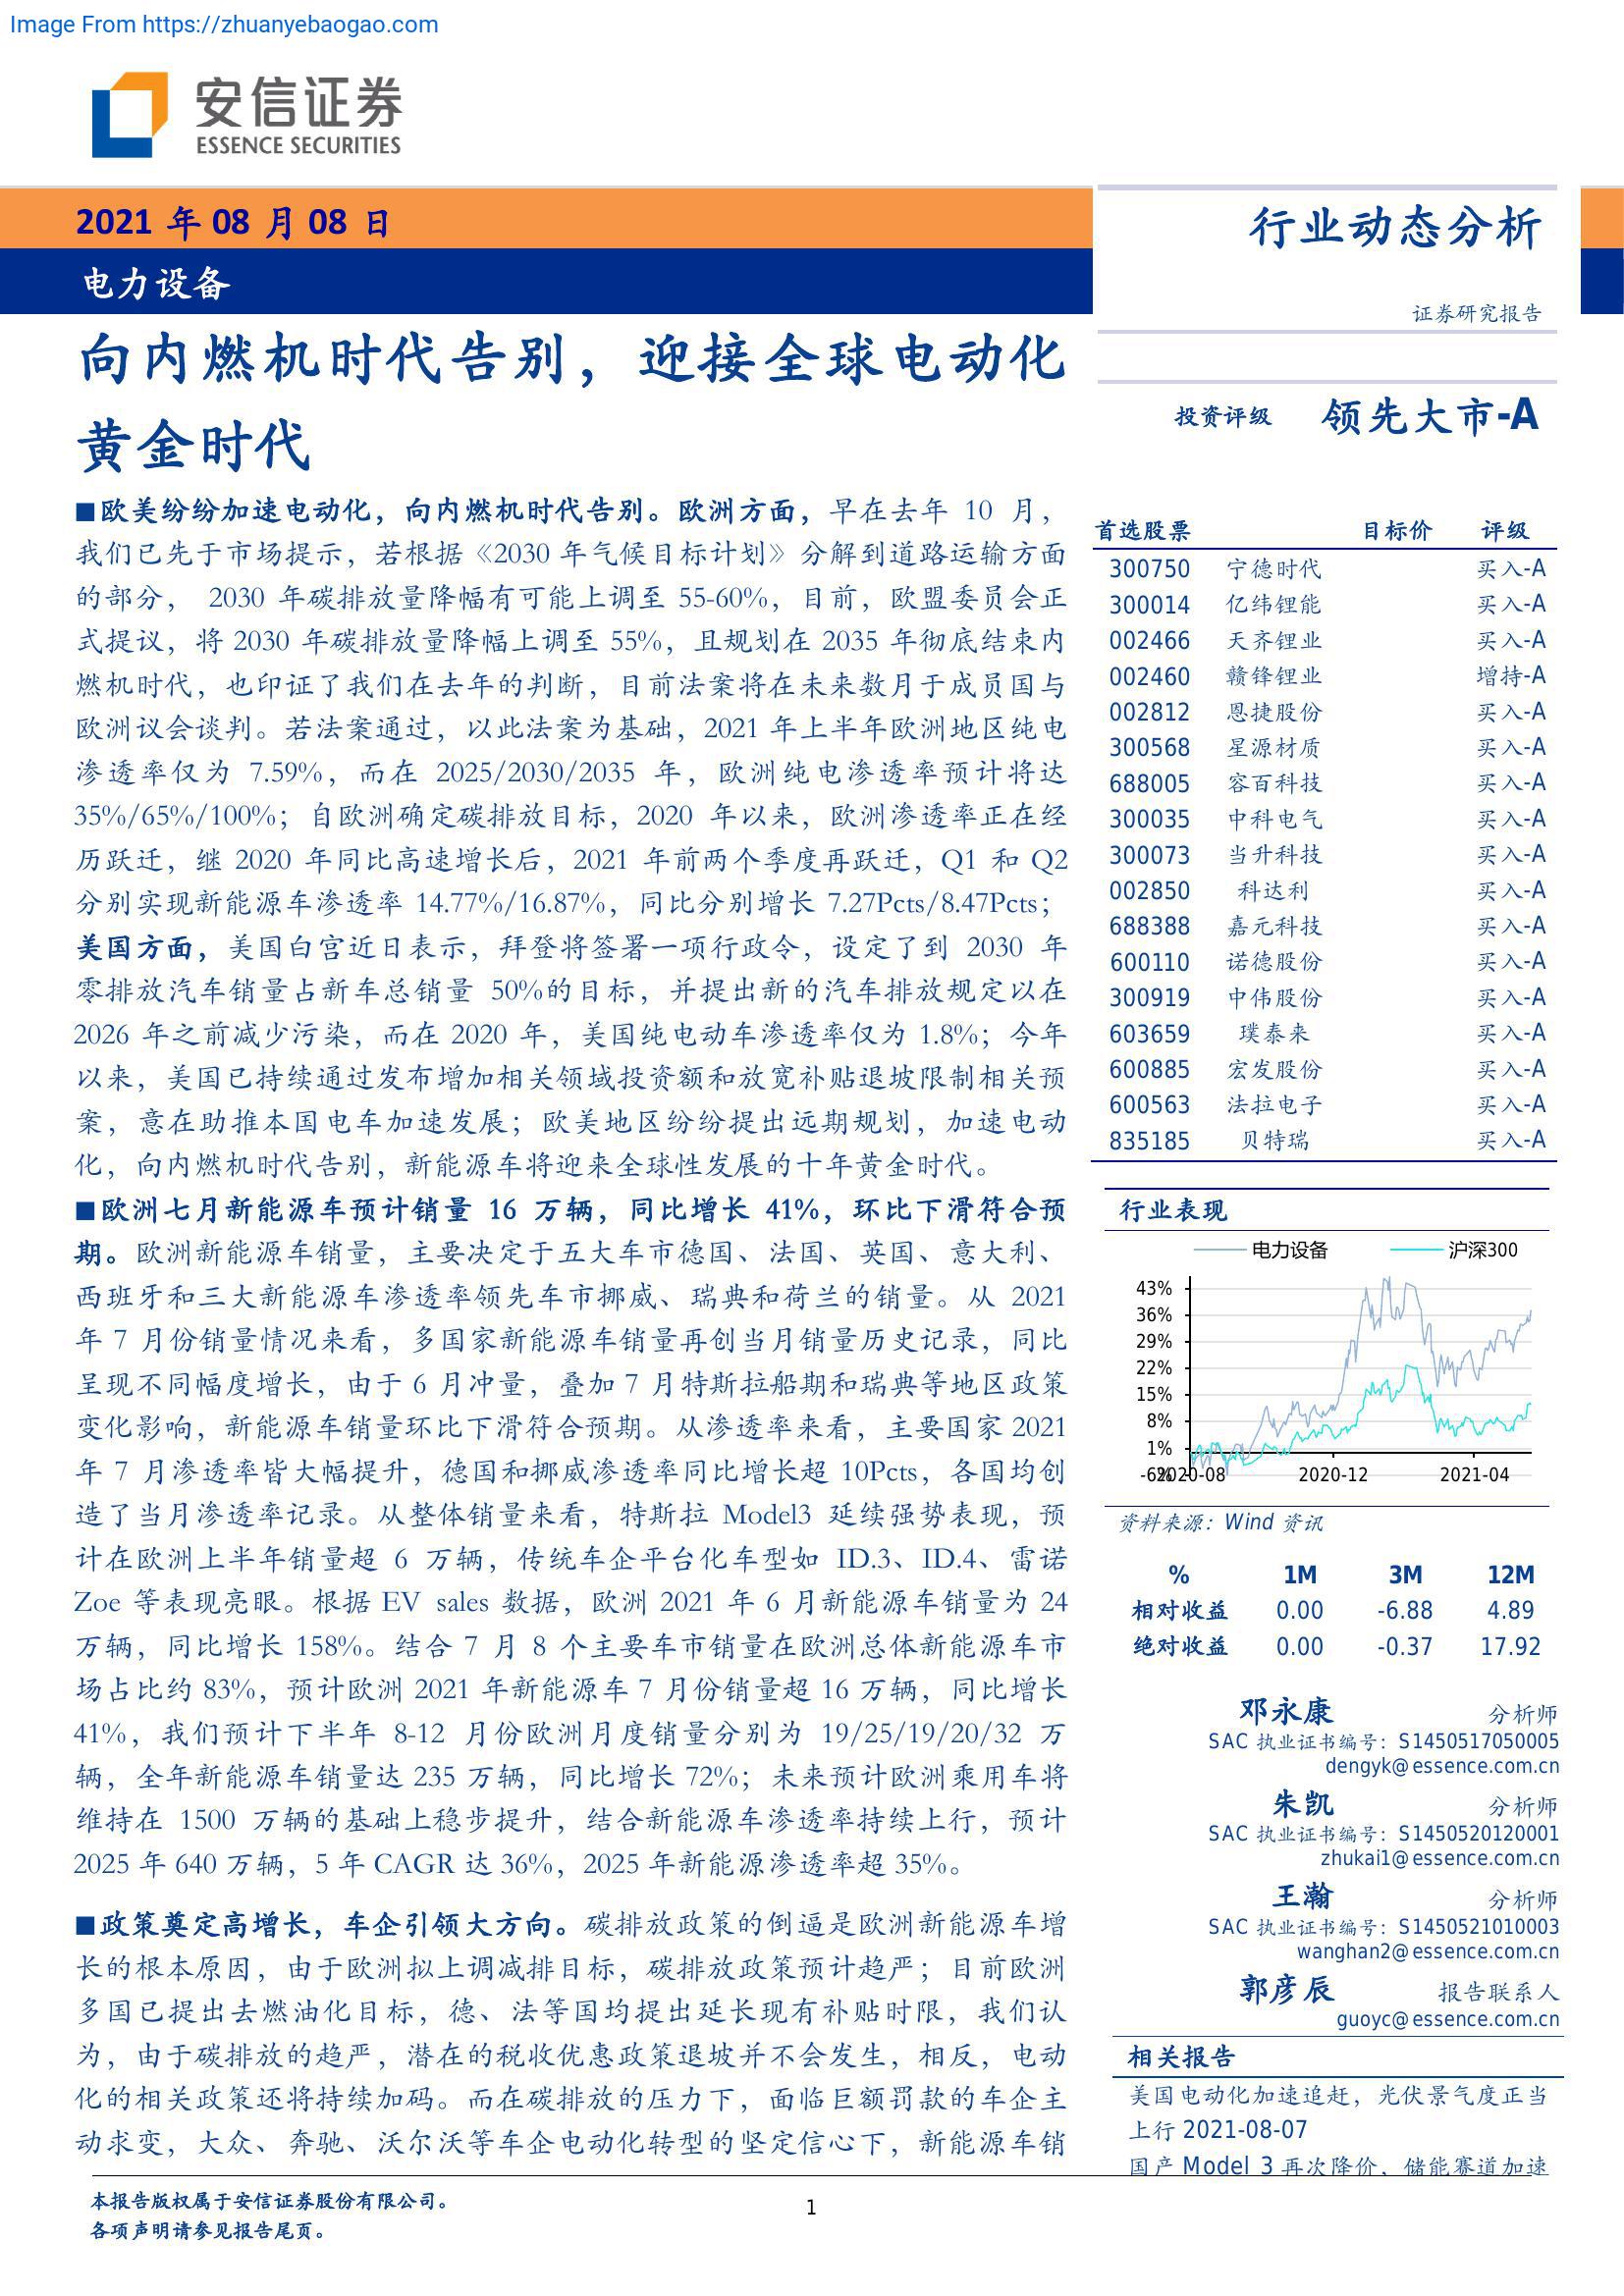 Image From https://zhuanyebaogao.com
安信证券
ESSENCE SECURITIES
2021 年 08 月 08 日
电力设备
行业动态分析
证券研究报告
投资评级 领先大市-A
向内燃机时代告别，迎接全球电动化
黄金时代
■欧美纷纷加速电动化，向内燃机时代告别。欧洲方面，早在去年 10 月，
我们已先于市场提示，若根据《2030 年气候目标计划》分解到道路运输方面
的部分， 2030 年碳排放量降幅有可能上调至 55-60%，目前，欧盟委员会正
式提议，将 2030 年碳排放量降幅上调至 55%，且规划在 2035 年彻底结束内
燃机时代，也印证了我们在去年的判断，目前法案将在未来数月于成员国与
欧洲议会谈判。若法案通过，以此法案为基础，2021 年上半年欧洲地区纯电
渗透率仅为 7.59%，而在 2025/2030/2035 年，欧洲纯电渗透率预计将达
35%/65%/100%；自欧洲确定碳排放目标，2020 年以来，欧洲渗透率正在经
历跃迁，继 2020 年同比高速增长后，2021 年前两个季度再跃迁，Q1 和 Q2
分别实现新能源车渗透率 14.77%/16.87%，同比分别增长 7.27Pcts/8.47Pcts；
美国方面，美国白宫近日表示，拜登将签署一项行政令，设定了到 2030 年
零排放汽车销量占新车总销量 50%的目标，并提出新的汽车排放规定以在
2026 年之前减少污染，而在 2020 年，美国纯电动车渗透率仅为 1.8%；今年
以来，美国已持续通过发布增加相关领域投资额和放宽补贴退坡限制相关预
案，意在助推本国电车加速发展；欧美地区纷纷提出远期规划，加速电动
化，向内燃机时代告别，新能源车将迎来全球性发展的十年黄金时代。
■欧洲七月新能源车预计销量 16 万辆，同比增长 41%，环比下滑符合预
期。欧洲新能源车销量，主要决定于五大车市德国、法国、英国、意大利、
西班牙和三大新能源车渗透率领先车市挪威、瑞典和荷兰的销量。从 2021
年 7 月份销量情况来看，多国家新能源车销量再创当月销量历史记录，同比
呈现不同幅度增长，由于 6 月冲量，叠加 7 月特斯拉船期和瑞典等地区政策
变化影响，新能源车销量环比下滑符合预期。从渗透率来看，主要国家 2021
年 7 月渗透率皆大幅提升，德国和挪威渗透率同比增长超 10Pcts，各国均创
造了当月渗透率记录。从整体销量来看，特斯拉 Model3 延续强势表现，预
计在欧洲上半年销量超 6 万辆，传统车企平台化车型如 ID.3、ID.4、雷诺
Zoe 等表现亮眼。根据 EV sales 数据，欧洲 2021 年 6 月新能源车销量为 24
万辆，同比增长 158%。结合 7 月 8 个主要车市销量在欧洲总体新能源车市
场占比约 83%，预计欧洲 2021 年新能源车 7 月份销量超 16 万辆，同比增长
41%，我们预计下半年 8-12 月份欧洲月度销量分别为 19/25/19/20/32 万
辆，全年新能源车销量达 235 万辆，同比增长 72%；未来预计欧洲乘用车将
维持在 1500 万辆的基础上稳步提升，结合新能源车渗透率持续上行，预计
2025 年 640 万辆，5 年 CAGR 达 36%，2025 年新能源渗透率超 35%。
■政策奠定高增长，车企引领大方向。碳排放政策的倒逼是欧洲新能源车增
长的根本原因，由于欧洲拟上调减排目标，碳排放政策预计趋严；目前欧洲
多国已提出去燃油化目标，德、法等国均提出延长现有补贴时限，我们认
为，由于碳排放的趋严，潜在的税收优惠政策退坡并不会发生，相反，电动
化的相关政策还将持续加码。而在碳排放的压力下，面临巨额罚款的车企主
动求变，大众、奔驰、沃尔沃等车企电动化转型的坚定信心下，新能源车销
首选股票 目标价 评级
300750 宁德时代 买入-A
300014 亿纬锂能 买入-A
002466 天齐锂业 买入-A
002460 赣锋锂业 增持-A
002812 恩捷股份 买入-A
300568 星源材质 买入-A
688005 容百科技 买入-A
300035 中科电气 买入-A
300073 当升科技 买入-A
002850 科达利 买入-A
688388 嘉元科技 买入-A
600110 诺德股份 买入-A
300919 中伟股份 买入-A
603659 璞泰来 买入-A
600885 宏发股份 买入-A
600563 法拉电子 买入-A
835185 贝特瑞 买入-A
行业表现
电力设备 沪深300
43%
36%
29%
22%
15%
8%
1%
-6%
2020-08 2020-12 2021-04
资料来源：Wind 资讯
% 1M 3M 12M
相对收益 0.00 -6.88 4.89
绝对收益 0.00 -0.37 17.92
邓永康 分析师
SAC 执业证书编号：S1450517050005
dengyk@essence.com.cn
朱凯 分析师
SAC 执业证书编号：S1450520120001
zhukai1@essence.com.cn
王瀚 分析师
SAC 执业证书编号：S1450521010003
wanghan2@essence.com.cn
郭彦辰 报告联系人
guoyc@essence.com.cn
相关报告
美国电动化加速追赶，光伏景气度正当
上行 2021-08-07
国产 Model 3 再次降价，储能赛道加速
本报告版权属于安信证券股份有限公司。
各项声明请参见报告尾页。
1